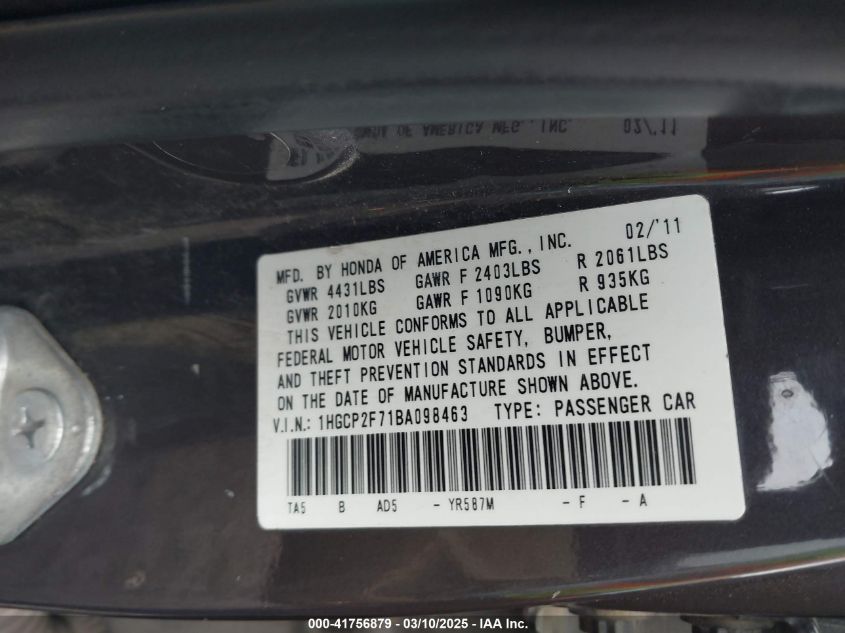 MFD. BY HONDA OF AMERICA MFG., INC. 02/'11
GVWR 4431LBS GAWR F 2403LBS R 2061LBS
GVWR 2010KG GAWR F 1090KG R 935KG
THIS VEHICLE CONFORMS TO ALL APPLICABLE
FEDERAL MOTOR VEHICLE SAFETY, BUMPER,
AND THEFT PREVENTION STANDARDS IN EFFECT
ON THE DATE OF MANUFACTURE SHOWN ABOVE.
V.I.N.: 1HGCP2F71BA098463 TYPE: PASSENGER CAR
TA5 B AD5 - YR587M - F - A
000-41756879 - 03/10/2025 - IAA Inc.